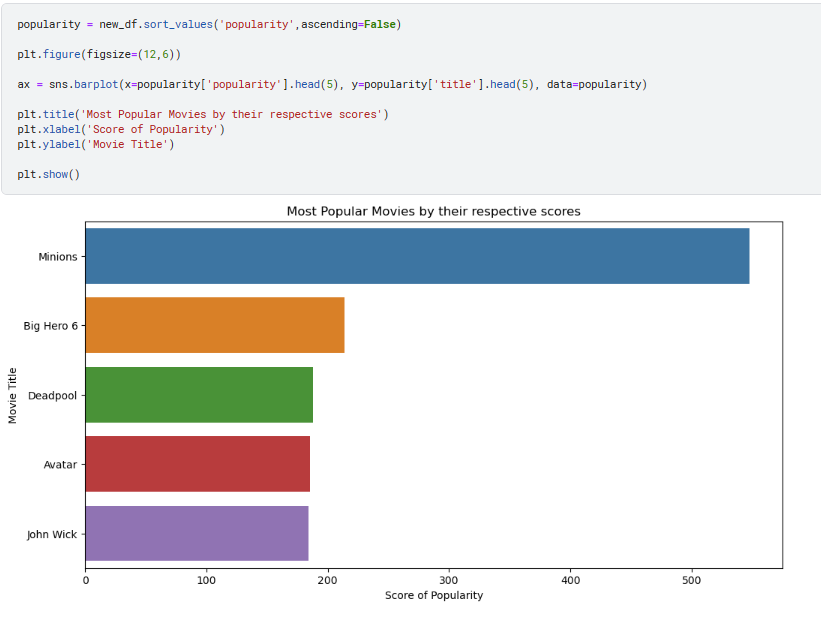 popularity = new_df.sort_values('popularity',ascending=False)
plt.figure(figsize=(12,6))
ax = sns.barplot(x=popularity['popularity'].head(5), y=popularity['title'].head(5), data=popularity)
plt.title('Most Popular Movies by their respective scores')
plt.xlabel('Score of Popularity')
plt.ylabel('Movie Title')
plt.show()
Most Popular Movies by their respective scores
Movie Title
Minions
Big Hero 6
Deadpool
Avatar
John Wick
0 100 200 300 400 500
Score of Popularity